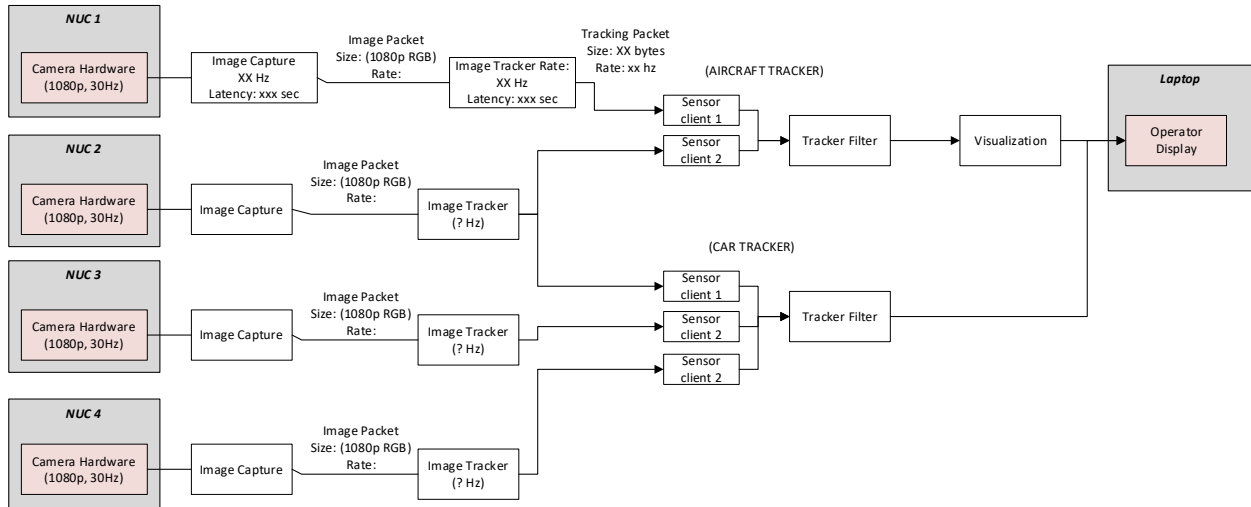 NUC 1
Camera Hardware
(1080p, 30Hz)
Image Capture
XX Hz
Latency: xxx sec
Image Packet
Size: (1080p RGB)
Rate:
Image Tracker Rate:
XX Hz
Latency: xxx sec
Tracking Packet
Size: XX bytes
Rate: xx hz
(AIRCRAFT TRACKER)
Sensor
client 1
Sensor
client 2
Tracker Filter
Visualization
Laptop
Operator
Display
NUC 2
Camera Hardware
(1080p, 30Hz)
Image Capture
Image Packet
Size: (1080p RGB)
Rate:
Image Tracker
(? Hz)
(CAR TRACKER)
Sensor
client 1
Sensor
client 2
Sensor
client 2
Tracker Filter
NUC 3
Camera Hardware
(1080p, 30Hz)
Image Capture
Image Packet
Size: (1080p RGB)
Rate:
Image Tracker
(? Hz)
NUC 4
Camera Hardware
(1080p, 30Hz)
Image Capture
Image Packet
Size: (1080p RGB)
Rate:
Image Tracker
(? Hz)